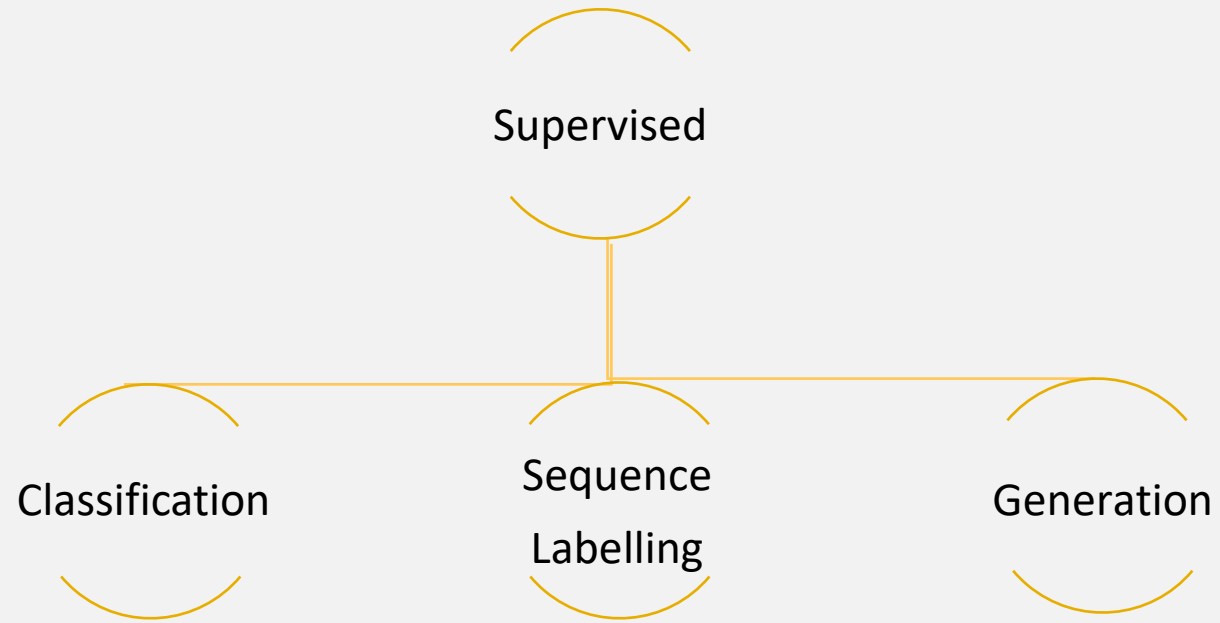 Supervised
Classification
Sequence
Labelling
Generation